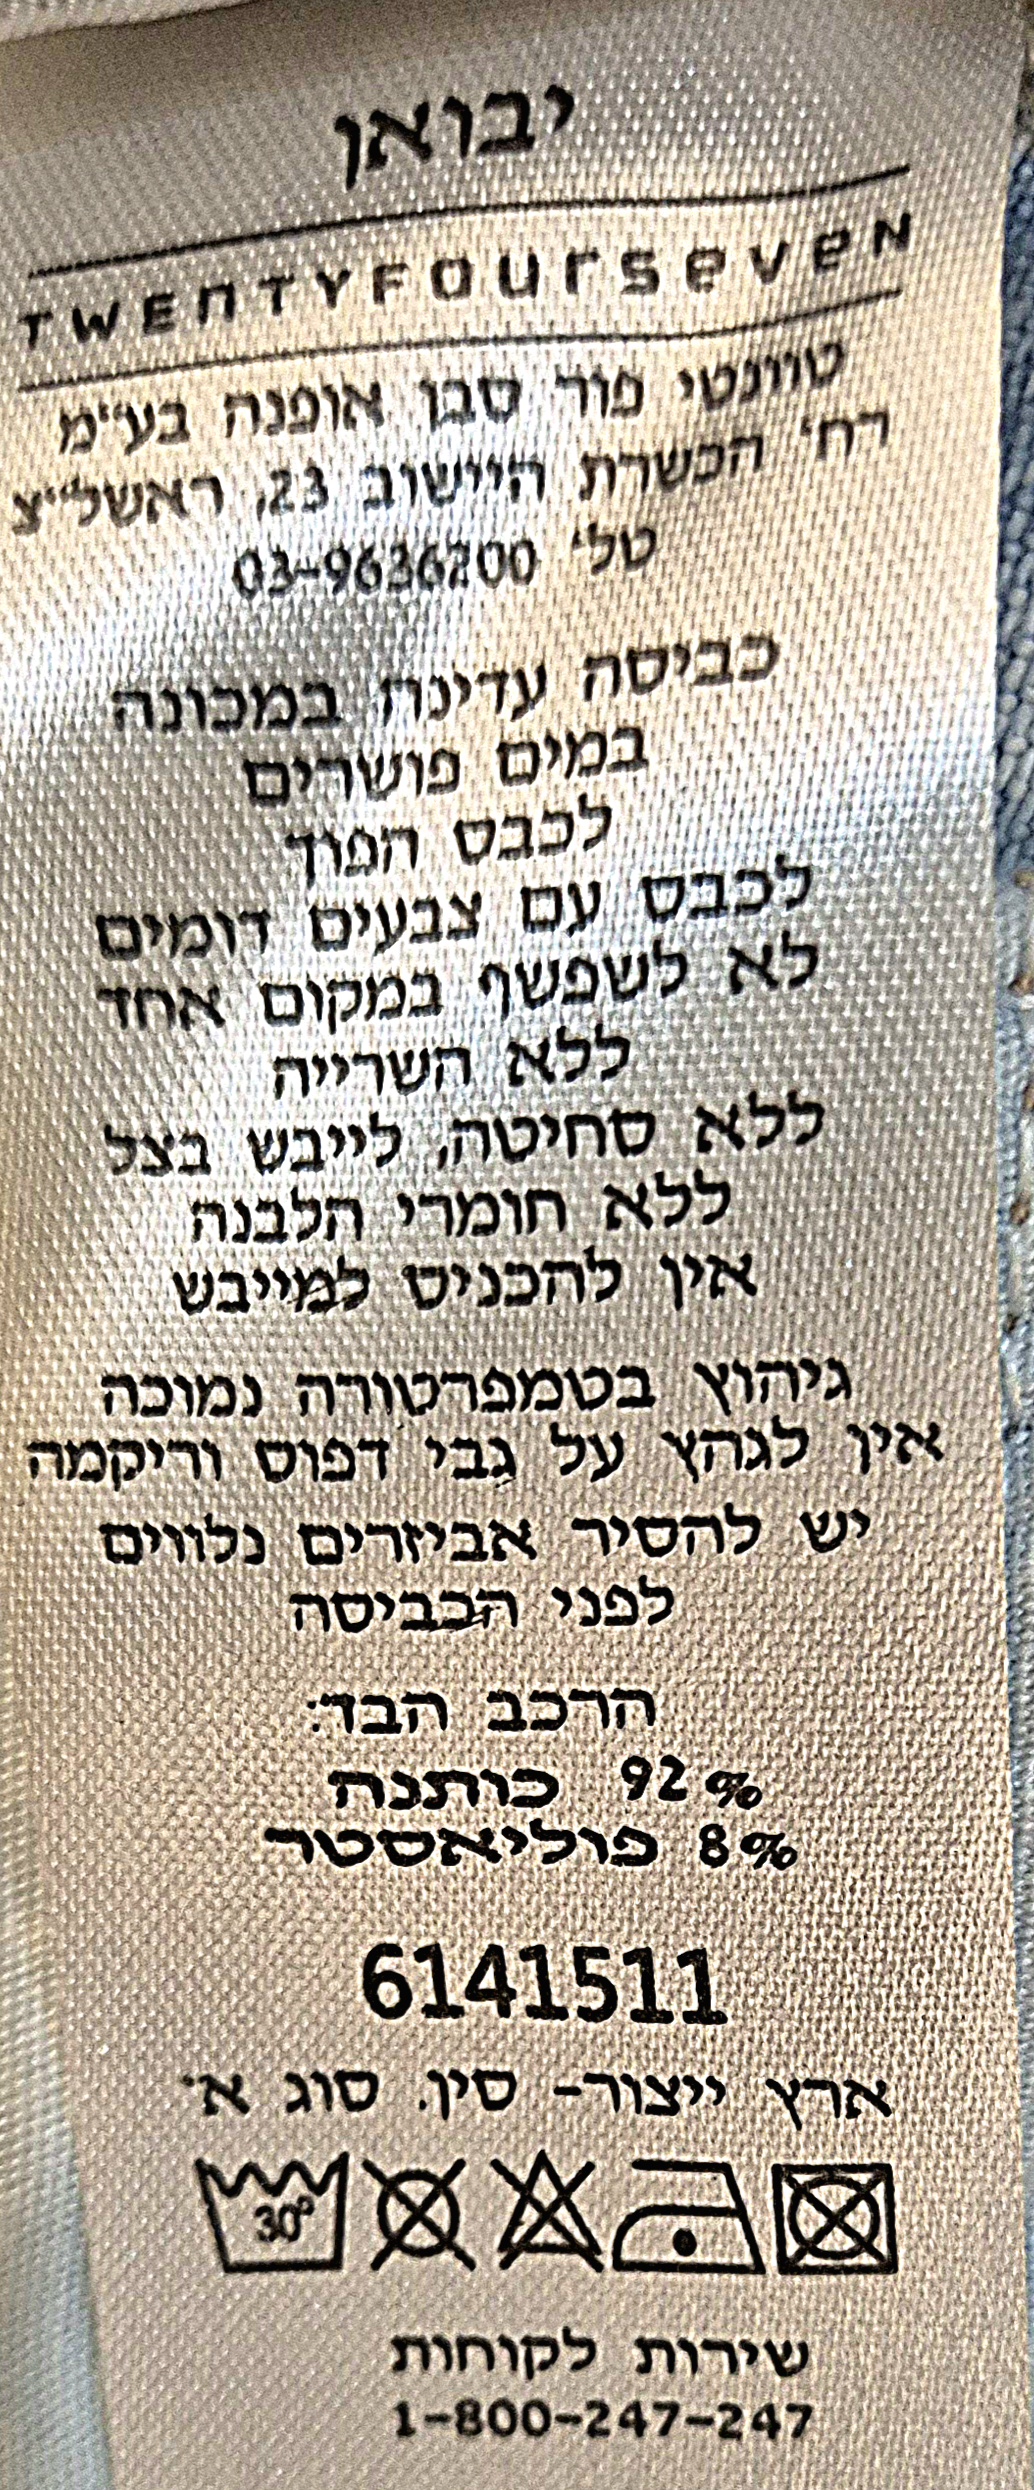 יבואן
TWENTYFOURSEVEN
טוונטי פור סבן אופנה בע"מ
רח' הכשרת היישוב 23, ראשל"צ
טל' 03-9636200
כביסה עדינה במכונה
במים פושרים
לכבס הפוך
לכבס עם צבעים דומים
לא לשפשף במקום אחד
ללא השרייה
ללא סחיטה, לייבש בצל
ללא חומרי הלבנה
אין להכניס למייבש
גיהוץ בטמפרטורה נמוכה
אין לגהץ על גבי דפוס וריקמה
יש להסיר אביזרים נלווים
לפני הכביסה
הרכב הבד:
92% כותנה
8% פוליאסטר
6141511
ארץ ייצור- סין. סוג א'
30°
שירות לקוחות
1-800-247-247